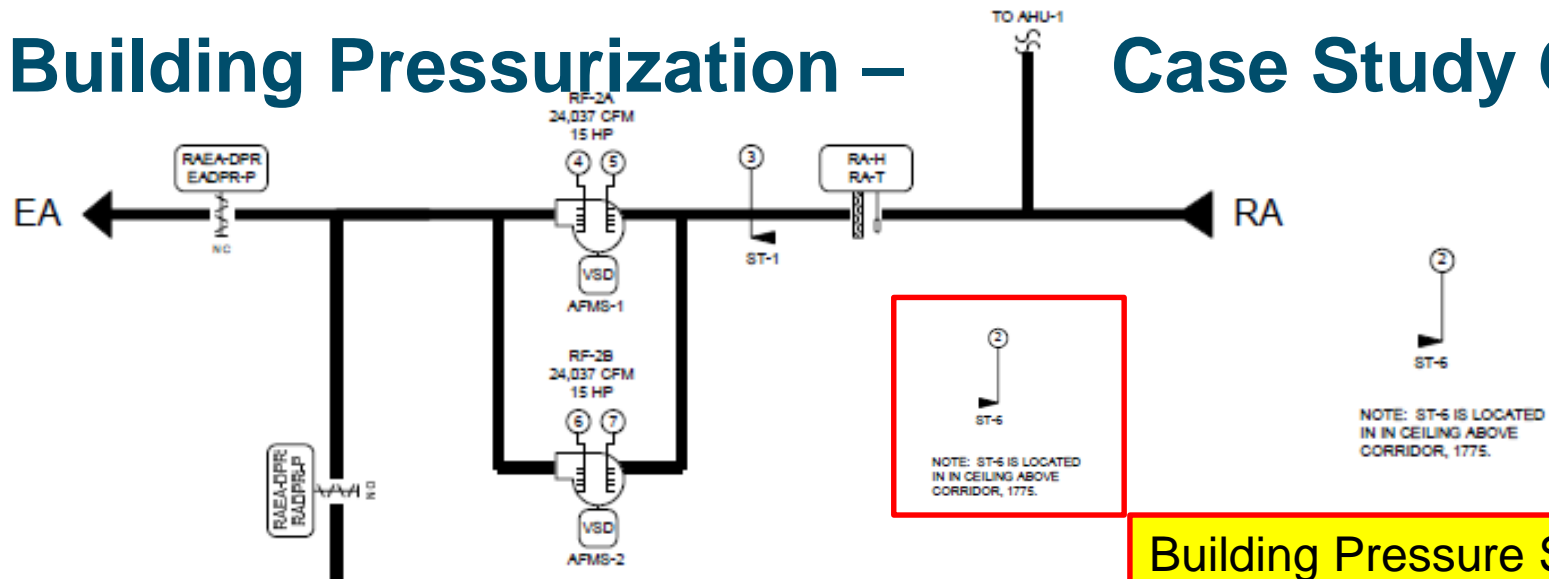 TO AHU-1
Building Pressurization – Case Study
RF-2A
24,037 CFM
15 HP
RAEA-DPR
EADPR-P
4
5
3
RA-H
RA-T
EA
RA
NC
ST-1
VSD
AFMS-1
2
ST-6
NOTE: ST-6 IS LOCATED
IN IN CEILING ABOVE
CORRIDOR, 1775.
2
ST-6
NOTE: ST-6 IS LOCATED
IN IN CEILING ABOVE
CORRIDOR, 1775.
RF-2B
24,037 CFM
15 HP
6
7
RAEA-DPR
RADPR-P
NO
VSD
AFMS-2
Building Pressure